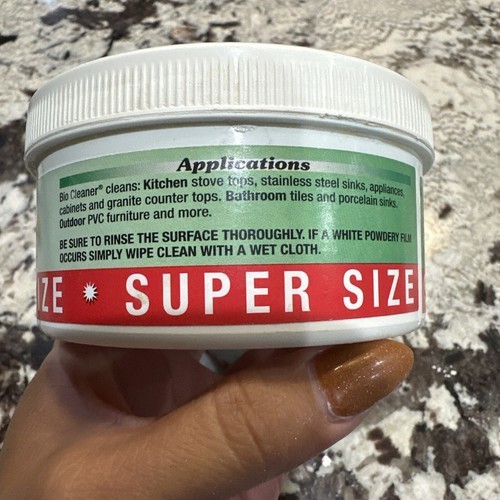 Applications
Bio Cleaner® cleans: Kitchen stove tops, stainless steel sinks, appliances,
cabinets and granite counter tops. Bathroom tiles and porcelain sinks.
Outdoor PVC furniture and more.
BE SURE TO RINSE THE SURFACE THOROUGHLY. IF A WHITE POWDERY FILM
OCCURS SIMPLY WIPE CLEAN WITH A WET CLOTH.
IZE * SUPER SIZE